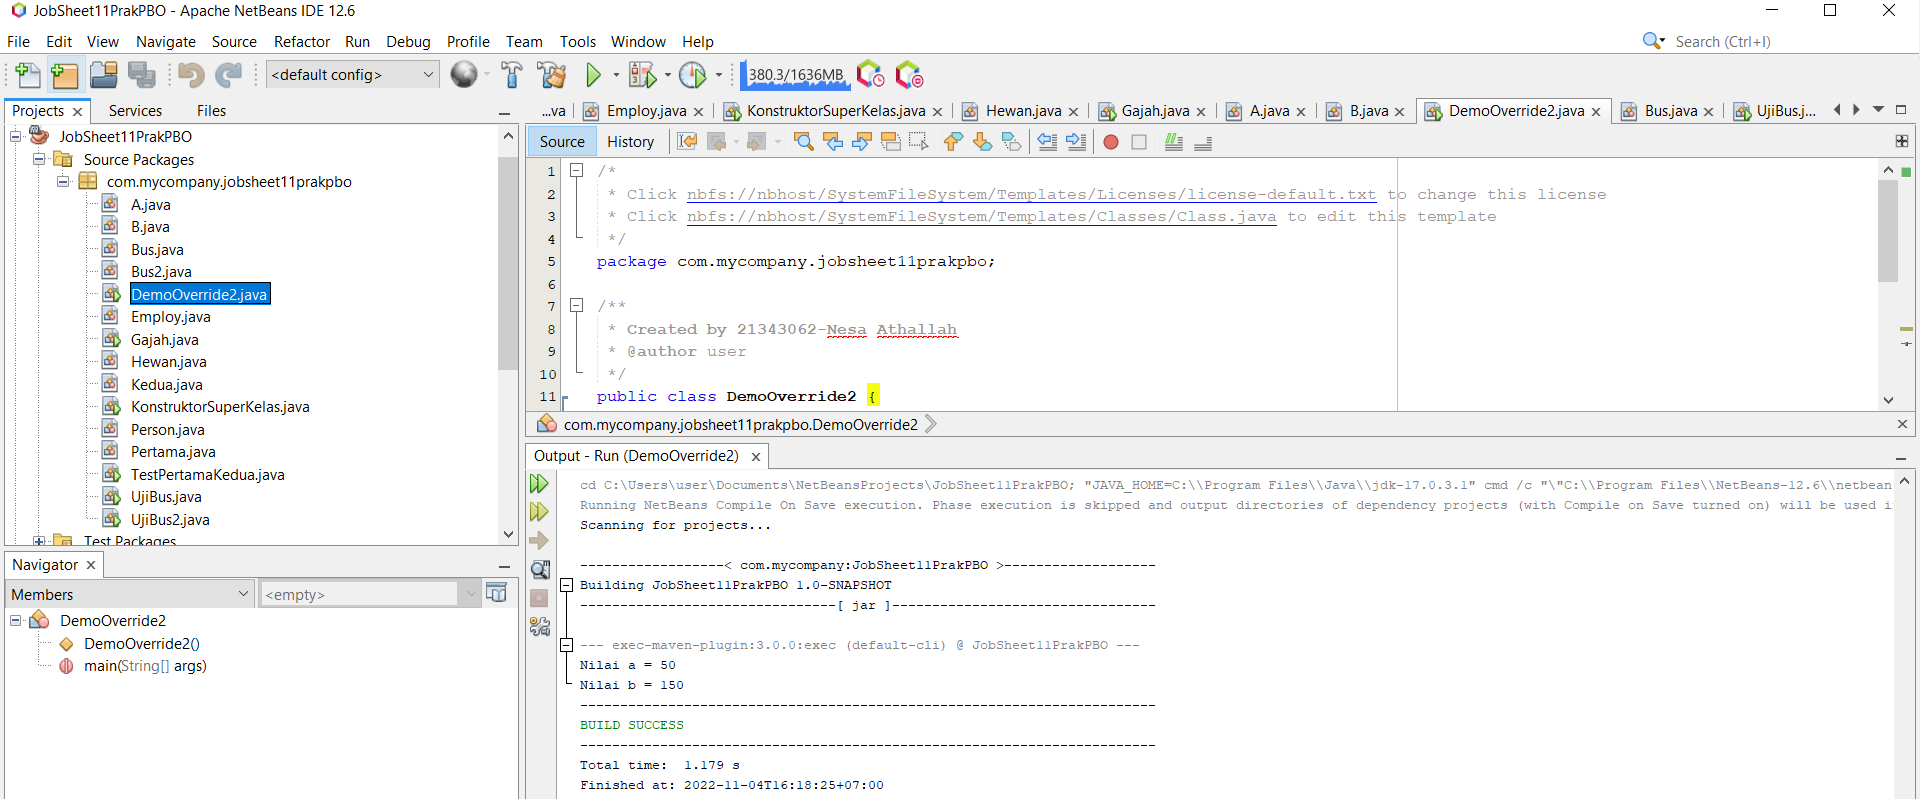 JobSheet11PrakPBO - Apache NetBeans IDE 12.6
File Edit View Navigate Source Refactor Run Debug Profile Team Tools Window Help
Search (Ctrl+I)
<default config>
380.3/1636MB
Projects Services Files
JobSheet11PrakPBO
Source Packages
com.mycompany.jobsheet11prakpbo
A.java
B.java
Bus.java
Bus2.java
DemoOverride2.java
Employ.java
Gajah.java
Hewan.java
Kedua.java
KonstruktorSuperKelas.java
Person.java
Pertama.java
TestPertamaKedua.java
UjiBus.java
UjiBus2.java
Test Packages
Navigator
Members
<empty>
DemoOverride2
DemoOverride2()
main(String[] args)
...va Employ.java KonstruktorSuperKelas.java Hewan.java Gajah.java A.java B.java DemoOverride2.java Bus.java UjiBus.j...
Source History
1 /*
2 * Click nbfs://nbhost/SystemFileSystem/Templates/Licenses/license-default.txt to change this license
3 * Click nbfs://nbhost/SystemFileSystem/Templates/Classes/Class.java to edit this template
4 */
5 package com.mycompany.jobsheet11prakpbo;
6
7 /**
8 * Created by 21343062-Nesa Athallah
9 * @author user
10 */
11 public class DemoOverride2 {
com.mycompany.jobsheet11prakpbo.DemoOverride2
Output - Run (DemoOverride2)
cd C:\Users\user\Documents\NetBeansProjects\JobSheet11PrakPBO; "JAVA_HOME=C:\\Program Files\\Java\\jdk-17.0.3.1" cmd /c "\"C:\\Program Files\\NetBeans-12.6\\netbean
Running NetBeans Compile On Save execution. Phase execution is skipped and output directories of dependency projects (with Compile on Save turned on) will be used i
Scanning for projects...
------------------< com.mycompany:JobSheet11PrakPBO >-------------------
Building JobSheet11PrakPBO 1.0-SNAPSHOT
--------------------------------[ jar ]---------------------------------
--- exec-maven-plugin:3.0.0:exec (default-cli) @ JobSheet11PrakPBO ---
Nilai a = 50
Nilai b = 150
------------------------------------------------------------------------
BUILD SUCCESS
------------------------------------------------------------------------
Total time:  1.179 s
Finished at: 2022-11-04T16:18:25+07:00